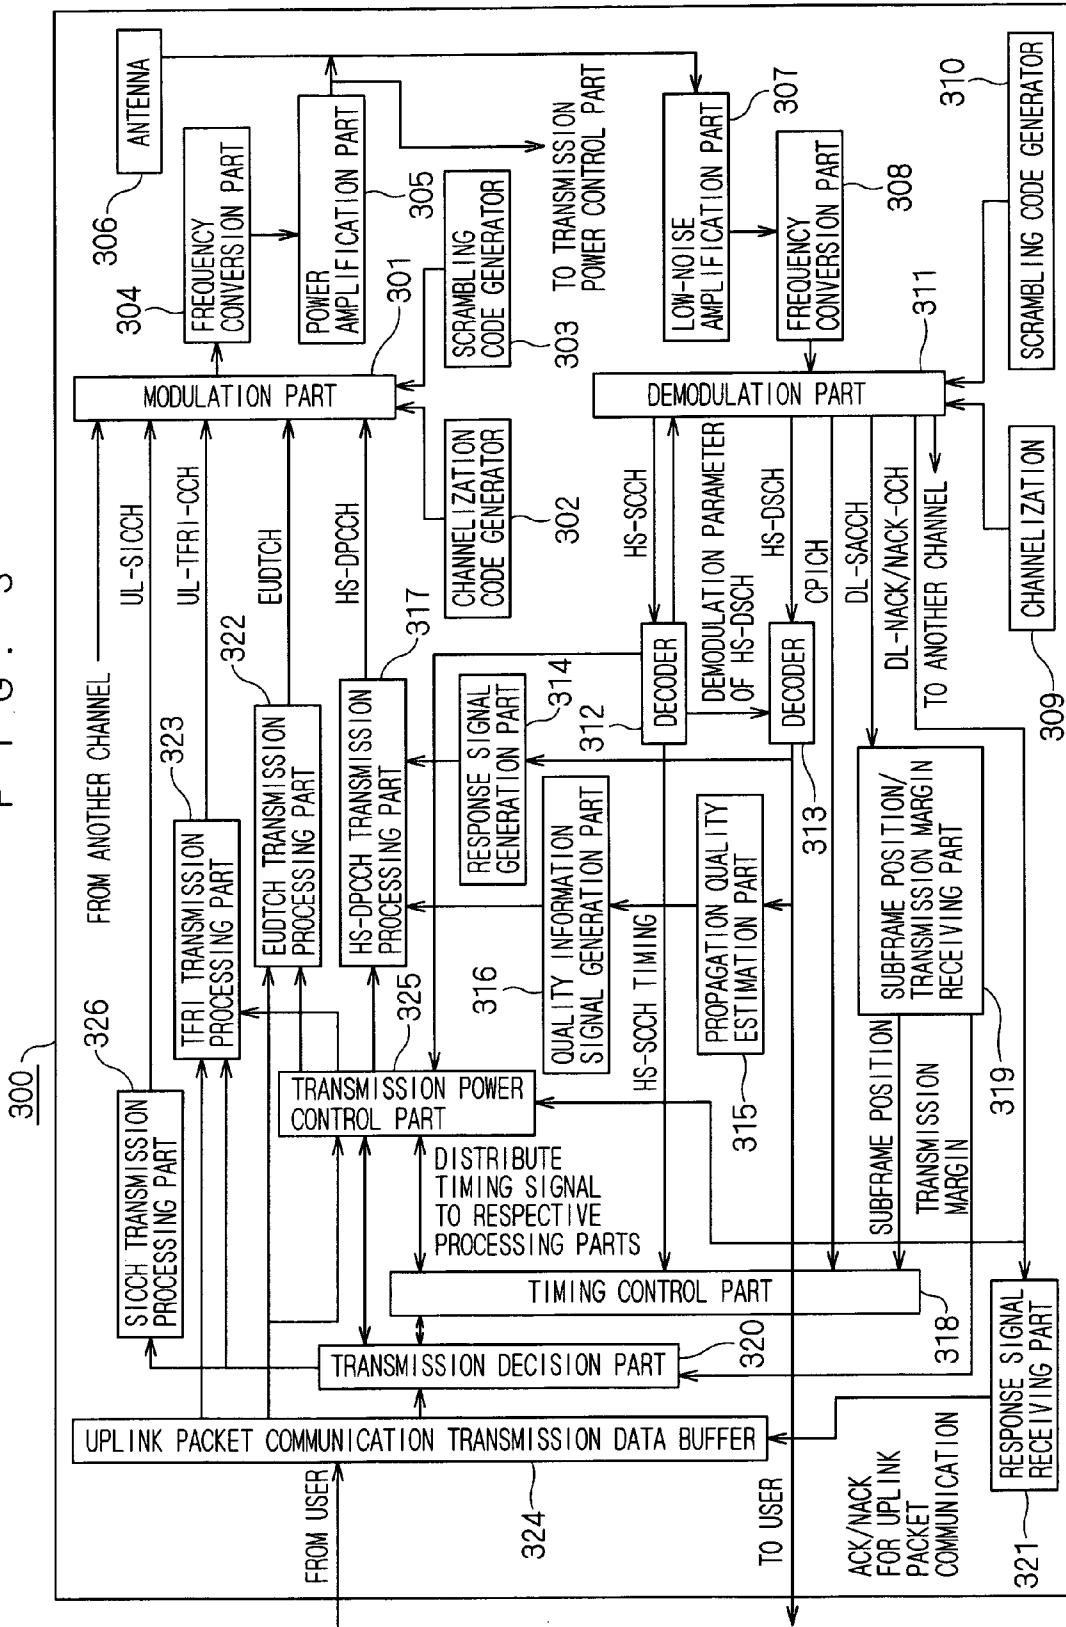 F I G . 3
300
ANTENNA
306
FREQUENCY
CONVERSION PART
304
POWER
AMPLIFICATION PART
305
TO TRANSMISSION
POWER CONTROL PART
LOW-NOISE
AMPLIFICATION PART
307
FREQUENCY
CONVERSION PART
308
SCRAMBLING CODE GENERATOR
310
MODULATION PART
301
SCRAMBLING
CODE GENERATOR
303
CHANNELIZATION
CODE GENERATOR
302
DEMODULATION PART
311
CHANNELIZATION
309
FROM ANOTHER CHANNEL
UL-SICCH
UL-TFRI-CCH
EUDTCH
HS-DPCCH
HS-SCCH
DEMODULATION PARAMETER
OF HS-DSCH
HS-DSCH
CPICH
DL-SACCH
DL-NACK/NACK-CCH
TO ANOTHER CHANNEL
DECODER
312
DECODER
313
SICCH TRANSMISSION
PROCESSING PART
326
TFRI TRANSMISSION
PROCESSING PART
323
EUDTCH TRANSMISSION
PROCESSING PART
322
HS-DPCCH TRANSMISSION
PROCESSING PART
317
RESPONSE SIGNAL
GENERATION PART
314
QUALITY INFORMATION
SIGNAL GENERATION PART
316
HS-SCCH TIMING
PROPAGATION QUALITY
ESTIMATION PART
315
SUBFRAME POSITION/
TRANSMISSION MARGIN
RECEIVING PART
319
SUBFRAME POSITION
TRANSMISSION
MARGIN
TRANSMISSION POWER
CONTROL PART
325
DISTRIBUTE
TIMING SIGNAL
TO RESPECTIVE
PROCESSING PARTS
TIMING CONTROL PART
318
TRANSMISSION DECISION PART
320
UPLINK PACKET COMMUNICATION TRANSMISSION DATA BUFFER
324
FROM USER
TO USER
ACK/NACK
FOR UPLINK
PACKET
COMMUNICATION
RESPONSE SIGNAL
RECEIVING PART
321